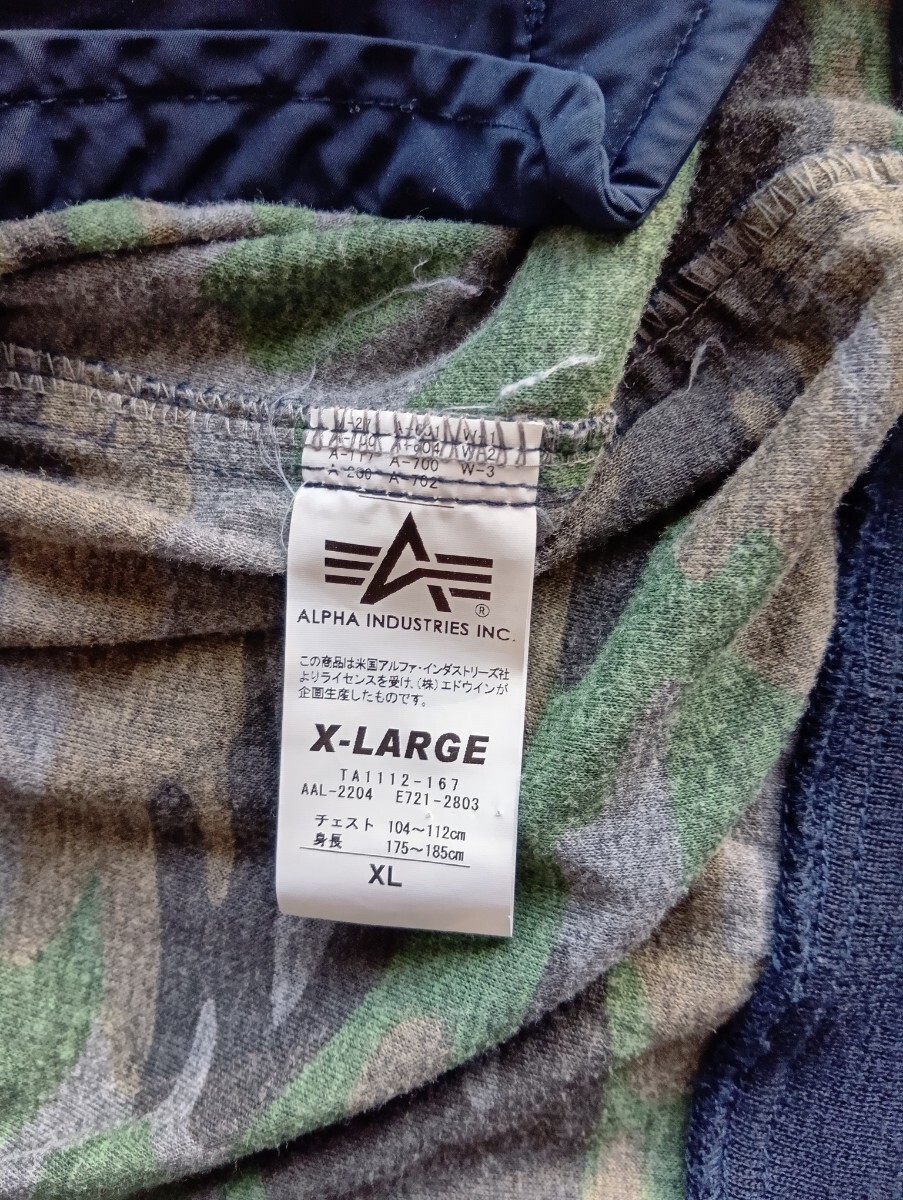 A-700 W-3
A-702
ALPHA INDUSTRIES INC.
この商品は米国アルファ・インダストリーズ社
よりライセンスを受け、(株)エドウインが
企画生産したものです。
X-LARGE
TA1112-167
AAL-2204 E721-2803
チェスト 104～112cm
身長 175～185cm
XL